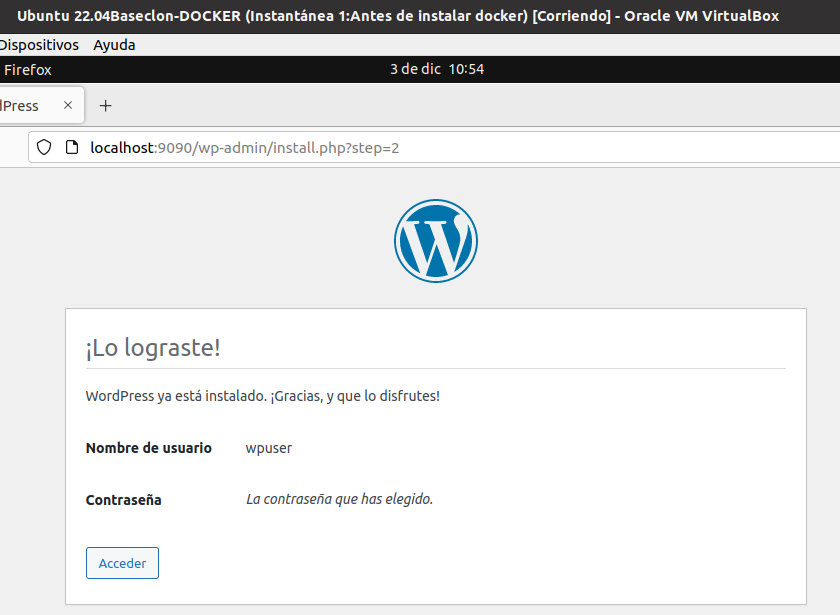 Ubuntu 22.04Baseclon-DOCKER (Instantánea 1:Antes de instalar docker) [Corriendo] - Oracle VM VirtualBox
Dispositivos Ayuda
Firefox 3 de dic 10:54
dPress × +
localhost:9090/wp-admin/install.php?step=2
¡Lo lograste!
WordPress ya está instalado. ¡Gracias, y que lo disfrutes!
Nombre de usuario wpuser
Contraseña La contraseña que has elegido.
Acceder